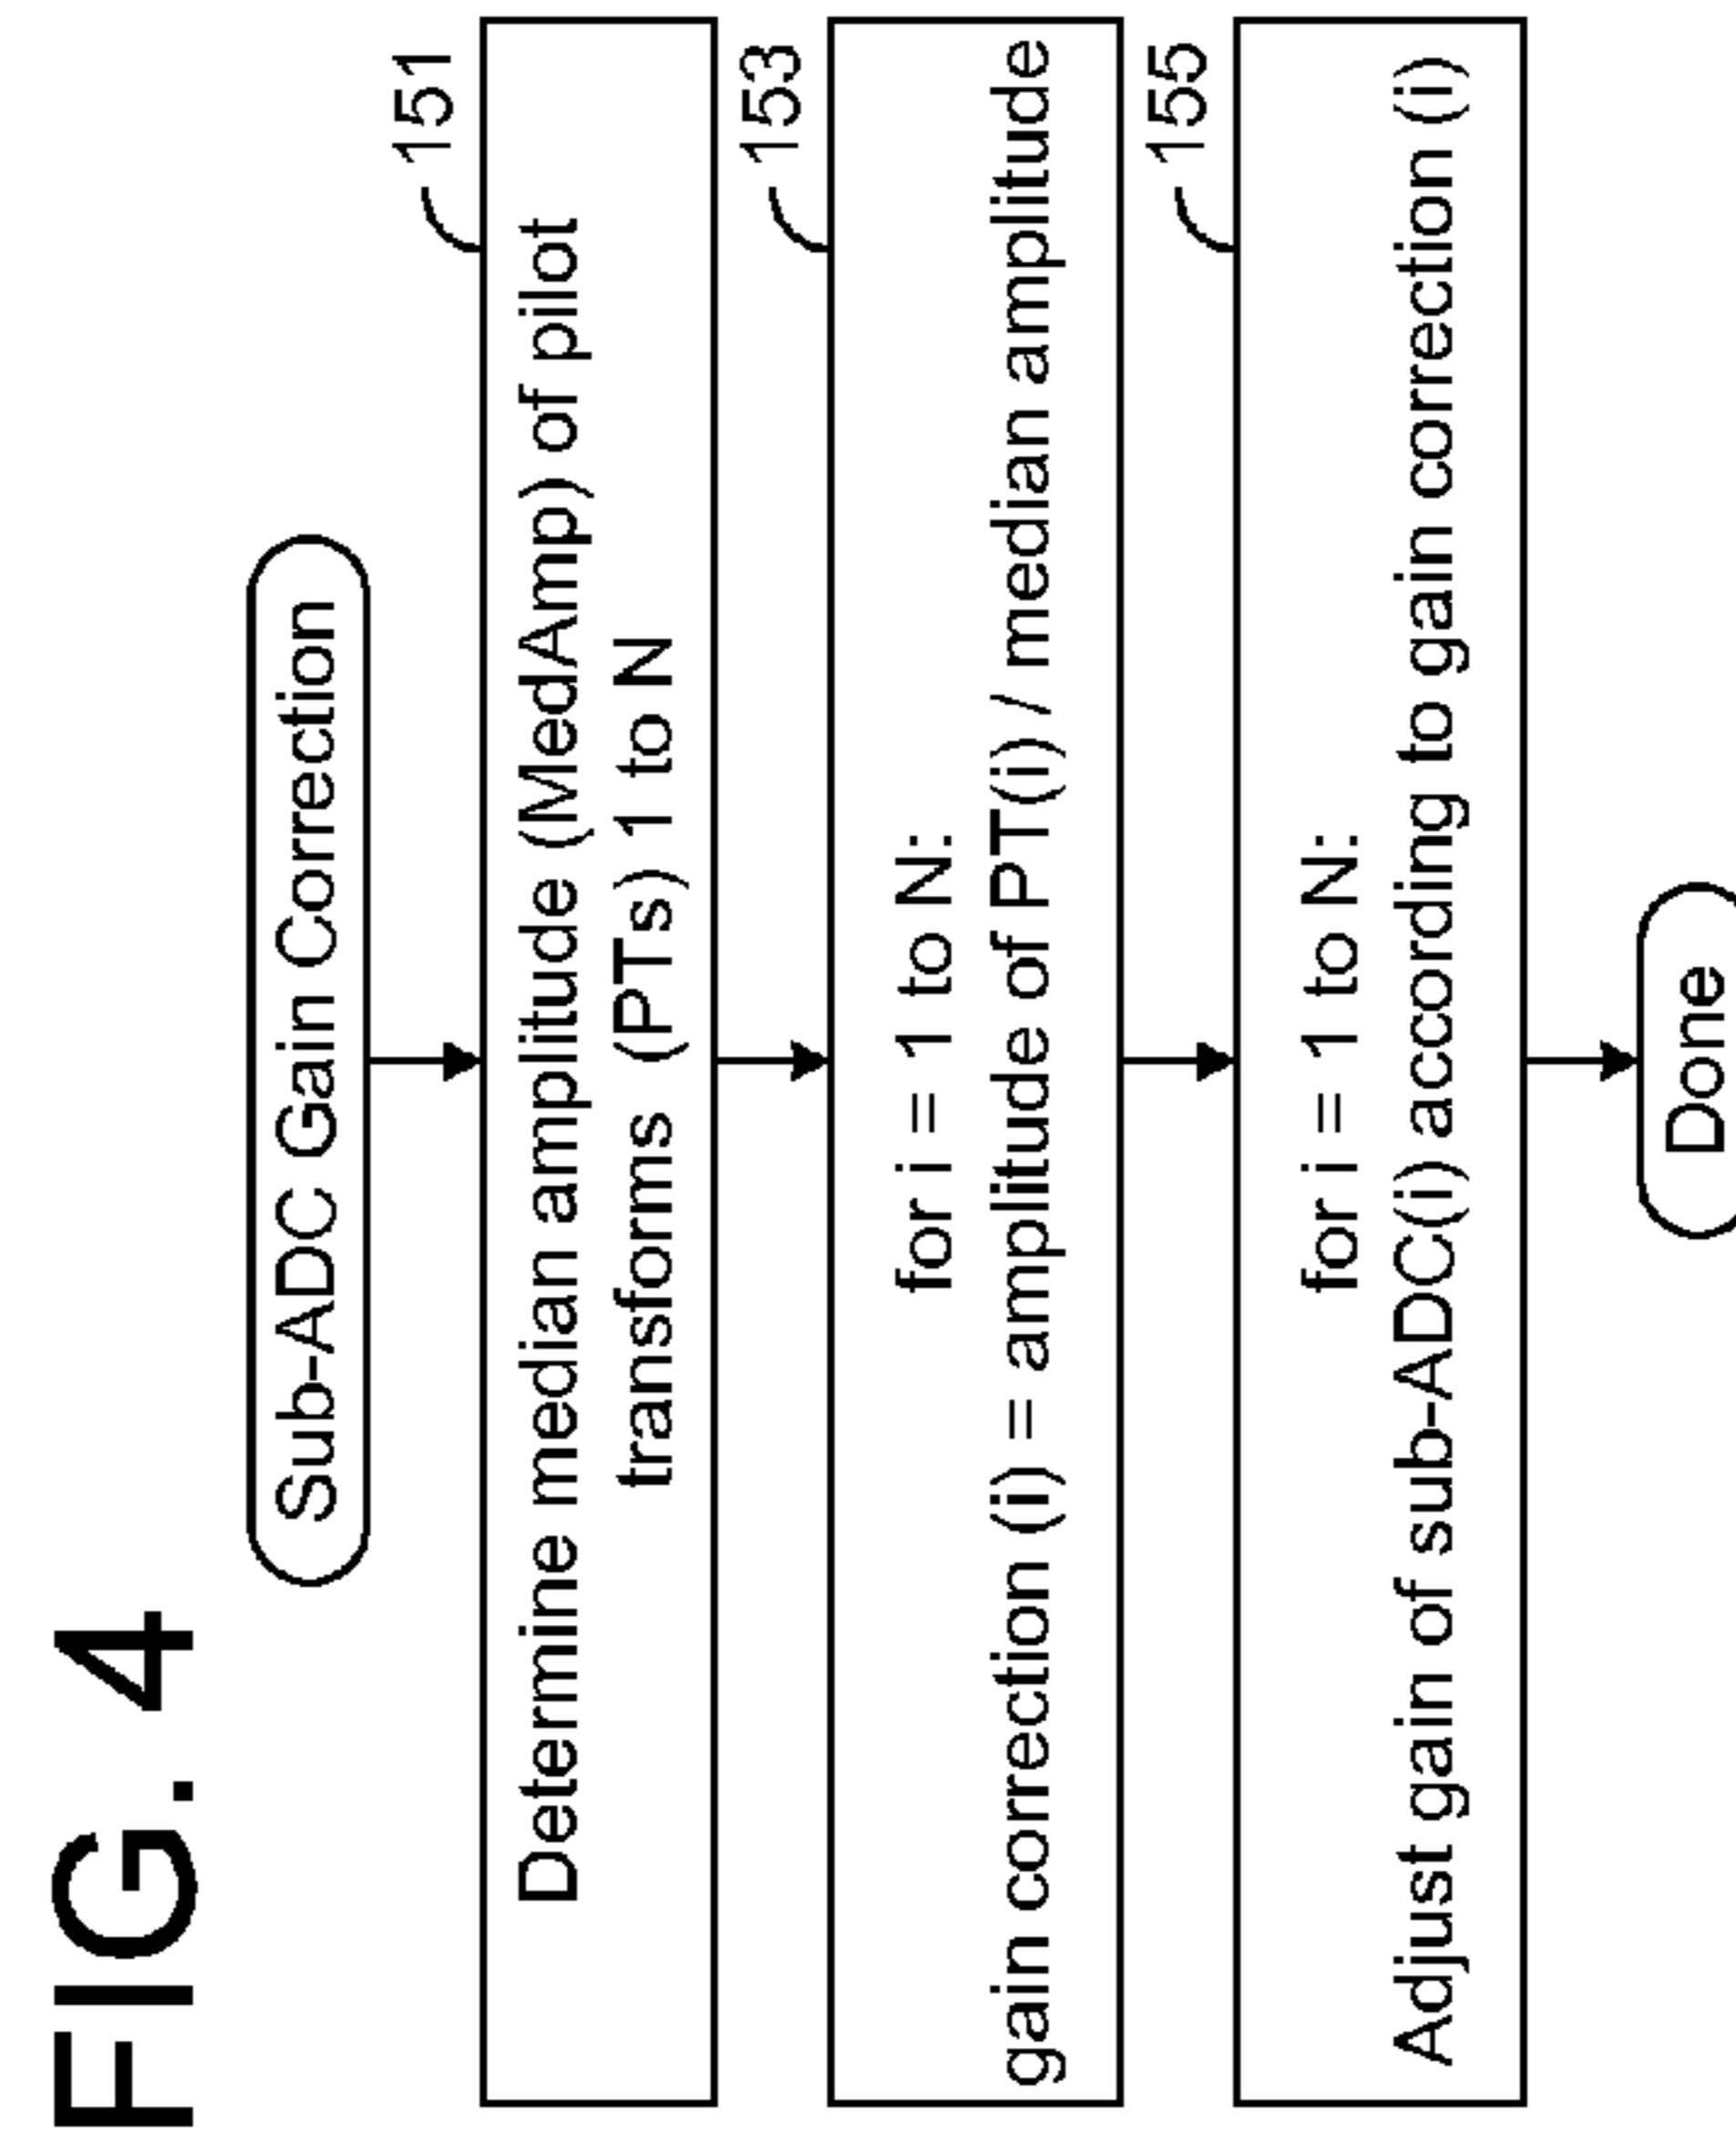 FIG. 4
Sub-ADC Gain Correction
151
Determine median amplitude (MedAmp) of pilot
transforms (PTs) 1 to N
153
for i = 1 to N:
gain correction (i) = amplitude of PT(i) / median amplitude
155
for i = 1 to N:
Adjust gain of sub-ADC(i) according to gain correction (i)
Done